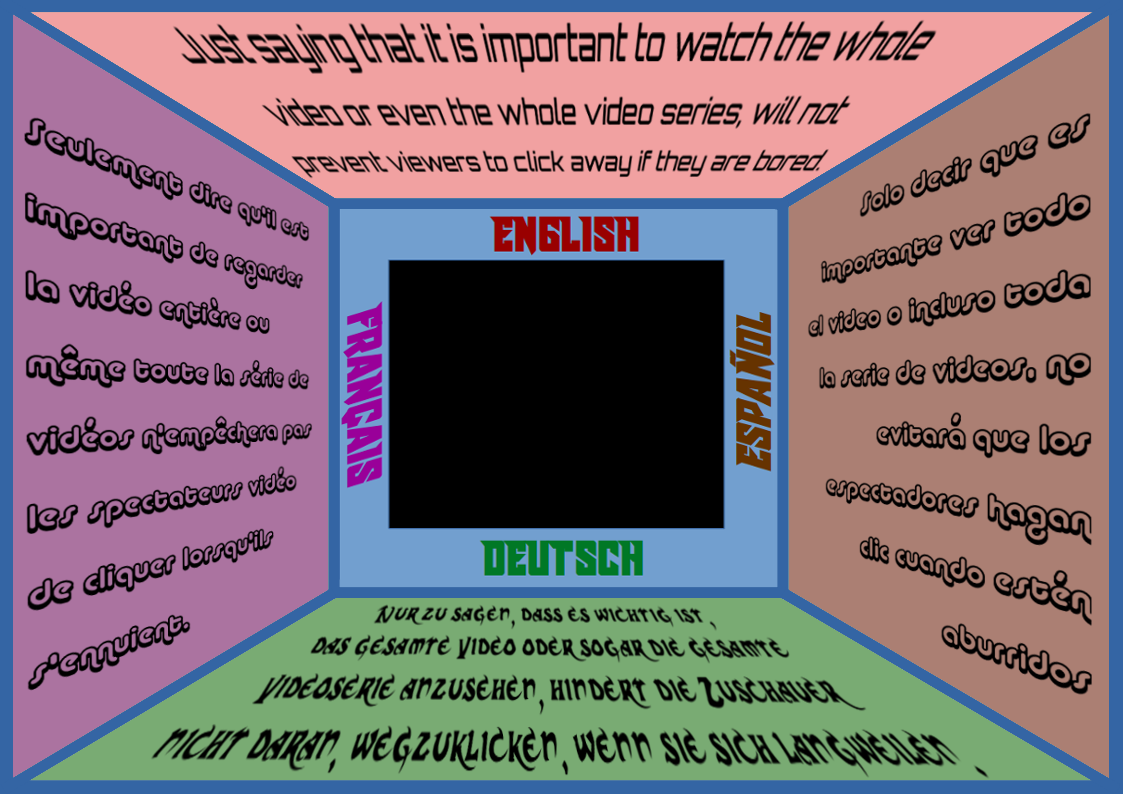 Just saying that it is important to watch the whole
video or even the whole video series, will not
prevent viewers to click away if they are bored.
Seulement dire qu'il est
important de regarder
la vidéo entière ou
même toute la série de
vidéos n'empêchera pas
les spectateurs vidéo
de cliquer lorsqu'ils
s'ennuient.
ENGLISH
FRANÇAIS
ESPAÑOL
DEUTSCH
Solo decir que es
importante ver todo
el video o incluso toda
la serie de videos, no
evitará que los
espectadores hagan
clic cuando estén
aburridos
Nur zu sagen, dass es wichtig ist,
das gesamte Video oder sogar die gesamte
Videoserie anzusehen, hindert die Zuschauer
nicht daran, wegzuklicken, wenn sie sich langweilen.